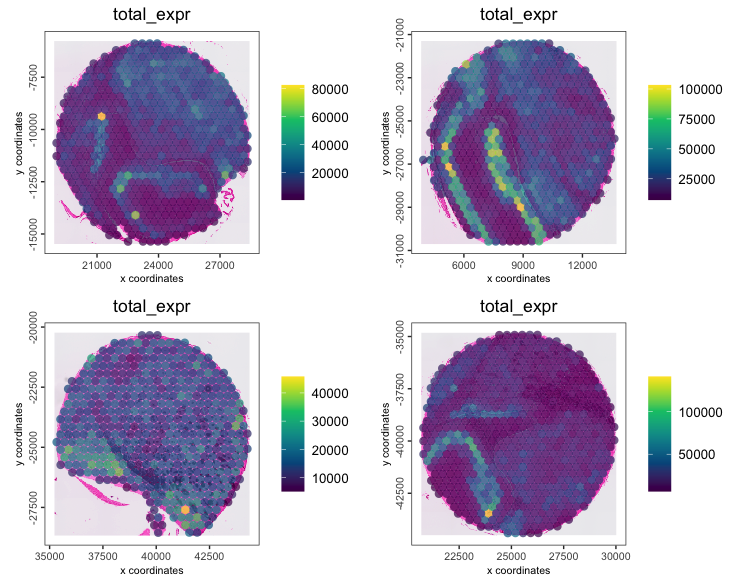 total_expr
y coordinates
-7500
-10000
-12500
-15000
21000 24000 27000
x coordinates
80000
60000
40000
20000
total_expr
y coordinates
-21000
-23000
-25000
-27000
-29000
-31000
6000 9000 12000
x coordinates
100000
75000
50000
25000
total_expr
y coordinates
-20000
-22500
-25000
-27500
35000 37500 40000 42500
x coordinates
40000
30000
20000
10000
total_expr
y coordinates
-35000
-37500
-40000
-42500
22500 25000 27500 30000
x coordinates
100000
50000